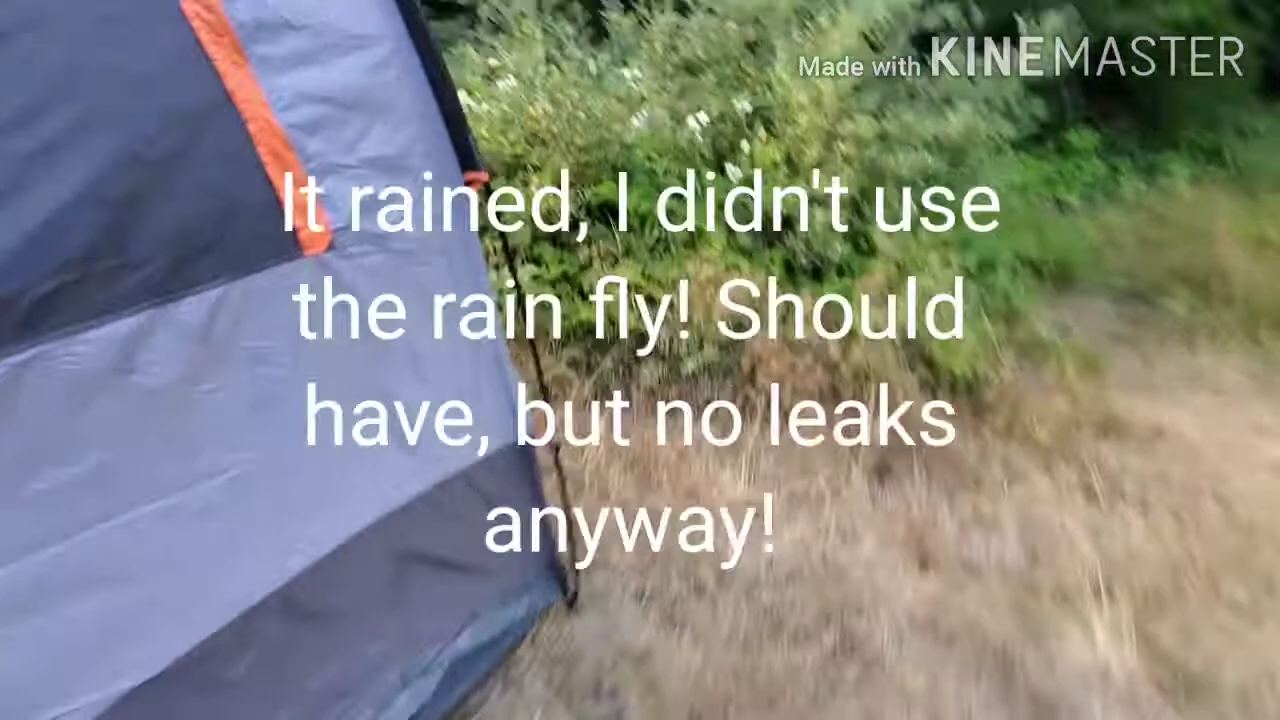 Made with KINEMASTER
It rained, I didn't use
the rain fly! Should
have, but no leaks
anyway!